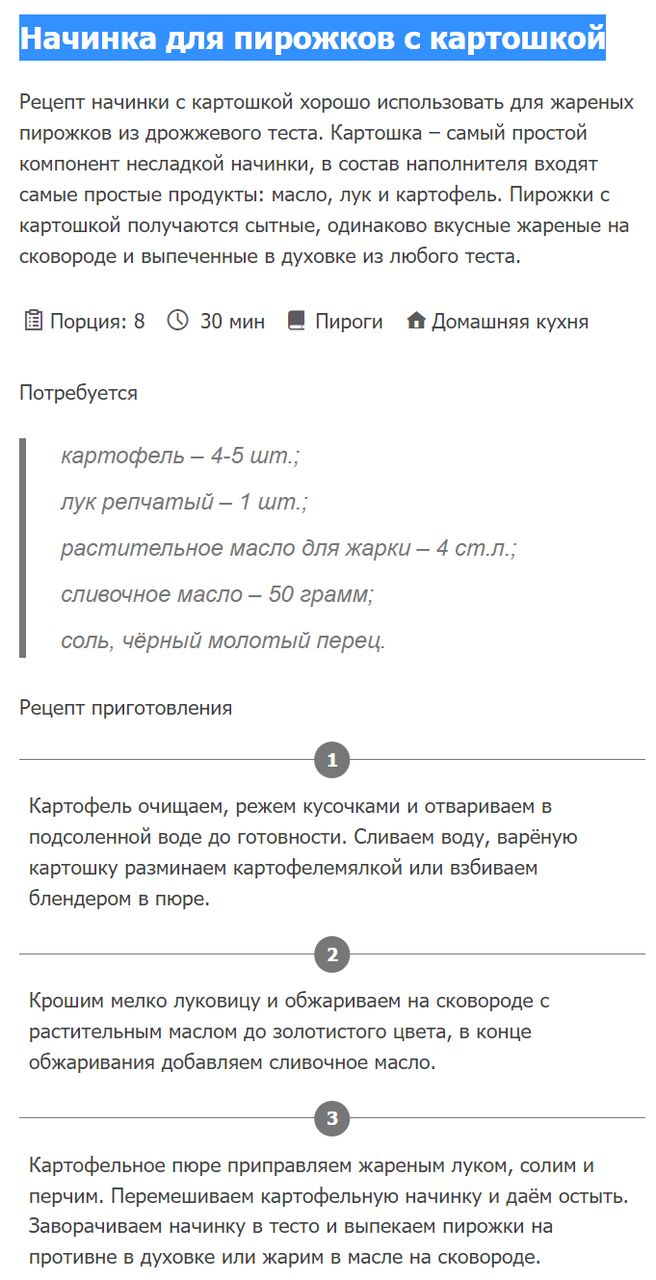 Начинка для пирожков с картошкой
Рецепт начинки с картошкой хорошо использовать для жареных
пирожков из дрожжевого теста. Картошка – самый простой
компонент несладкой начинки, в состав наполнителя входят
самые простые продукты: масло, лук и картофель. Пирожки с
картошкой получаются сытные, одинаково вкусные жареные на
сковороде и выпеченные в духовке из любого теста.
Порция: 8 30 мин Пироги Домашняя кухня
Потребуется
картофель – 4-5 шт.;
лук репчатый – 1 шт.;
растительное масло для жарки – 4 ст.л.;
сливочное масло – 50 грамм;
соль, чёрный молотый перец.
Рецепт приготовления
1
Картофель очищаем, режем кусочками и отвариваем в
подсоленной воде до готовности. Сливаем воду, варёную
картошку разминаем картофелемялкой или взбиваем
блендером в пюре.
2
Крошим мелко луковицу и обжариваем на сковороде с
растительным маслом до золотистого цвета, в конце
обжаривания добавляем сливочное масло.
3
Картофельное пюре приправляем жареным луком, солим и
перчим. Перемешиваем картофельную начинку и даём остыть.
Заворачиваем начинку в тесто и выпекаем пирожки на
противне в духовке или жарим в масле на сковороде.